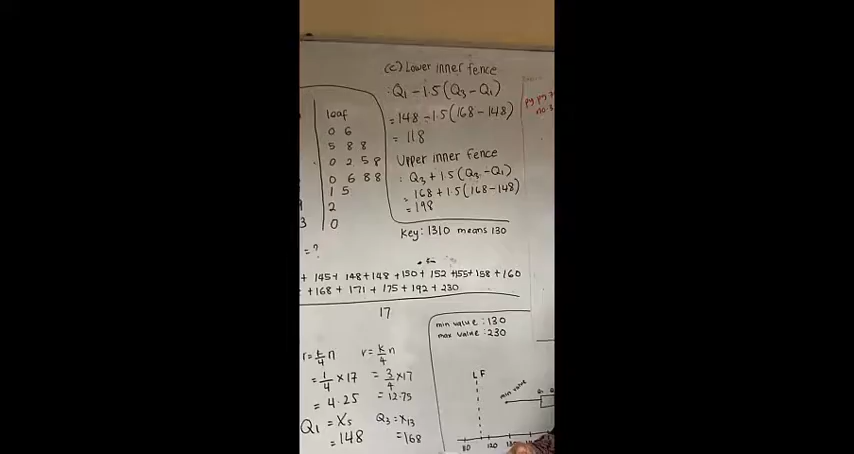 (c) Lower inner fence
: Q1 - 1.5 (Q3 - Q1)
= 148 - 1.5 (168 - 148)
= 118
Upper inner fence
: Q3 + 1.5 (Q3 - Q1)
= 168 + 1.5 (168 - 148)
= 198
key: 13|0 means 130
leaf
0 6
5 8 8
0 2 5 8
0 6 8 8
1 5
2
3 0
= ?
+ 145 + 148 + 148 + 150 + 152 + 155 + 158 + 160
+ 168 + 171 + 175 + 192 + 230
17
r = k/4 n
= 1/4 × 17
= 4.25
Q1 = X5
= 148
r = k/4 n
= 3/4 × 17
= 12.75
Q3 = X13
= 168
min value : 130
max value : 230
LF
min value
110 120